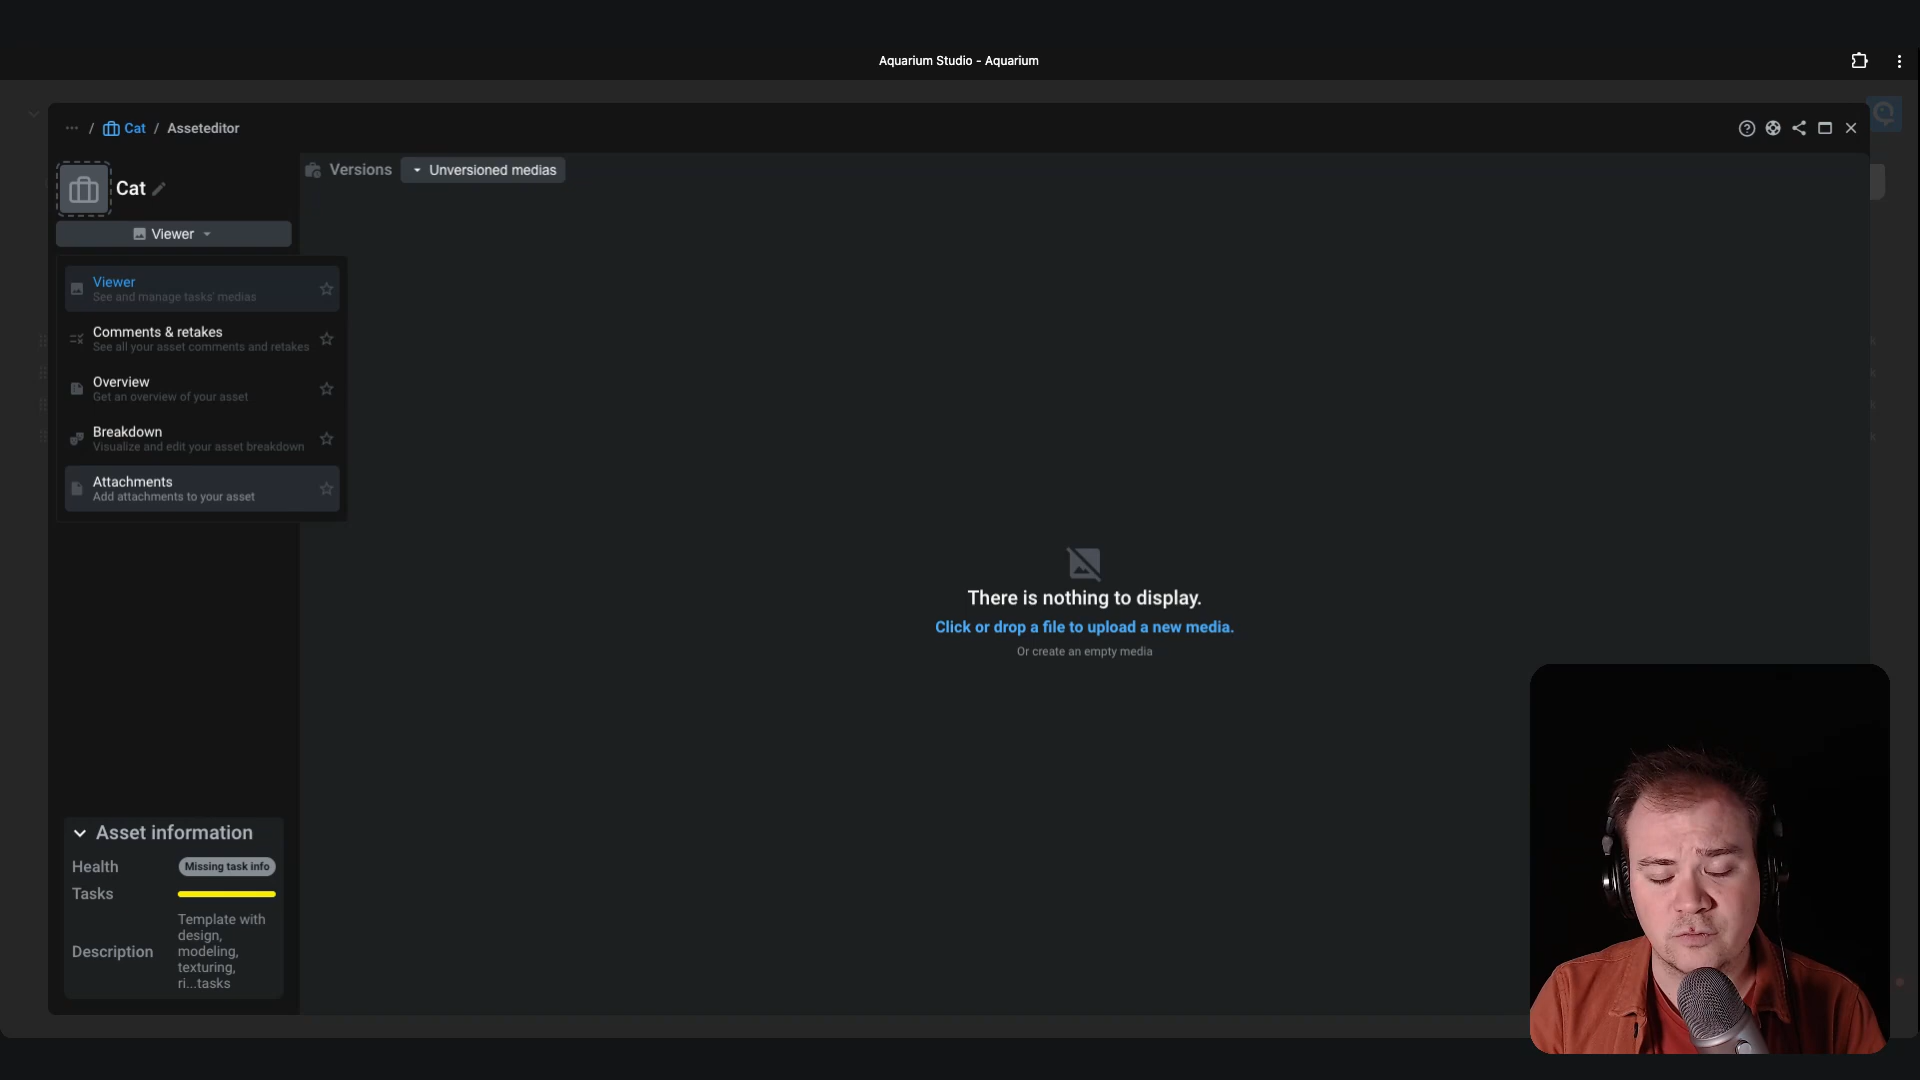 Aquarium Studio - Aquarium
... / Cat / Asseteditor
Cat
Versions
Unversioned medias
Viewer
Viewer
See and manage tasks' medias
Comments & retakes
See all your asset comments and retakes
Overview
Get an overview of your asset
Breakdown
Visualize and edit your asset breakdown
Attachments
Add attachments to your asset
There is nothing to display.
Click or drop a file to upload a new media.
Or create an empty media
Asset information
Health
Missing task info
Tasks
Description
Template with
design,
modeling,
texturing,
ri...tasks